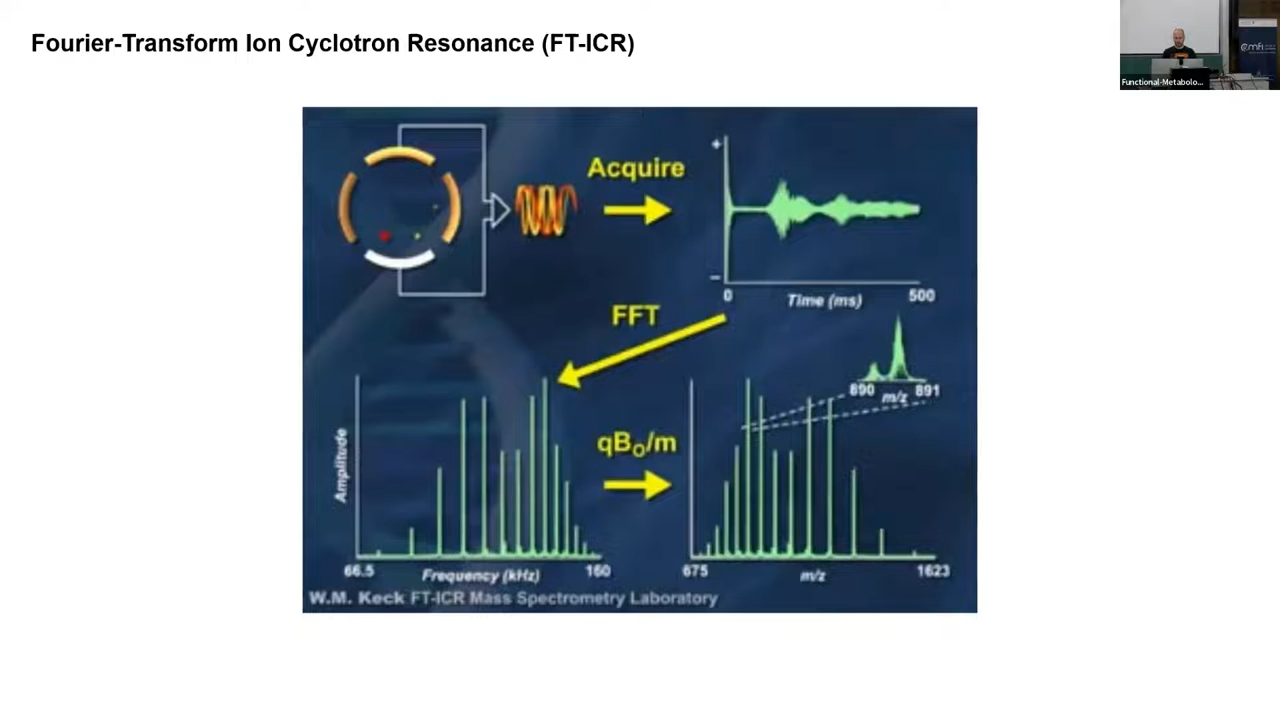 Fourier-Transform Ion Cyclotron Resonance (FT-ICR)
Functional-Metabolo...
Acquire
+
−
0
Time (ms)
500
FFT
890
m/z
891
Amplitude
qB₀/m
66.5
Frequency (kHz)
160
675
m/z
1623
W.M. Keck FT-ICR Mass Spectrometry Laboratory